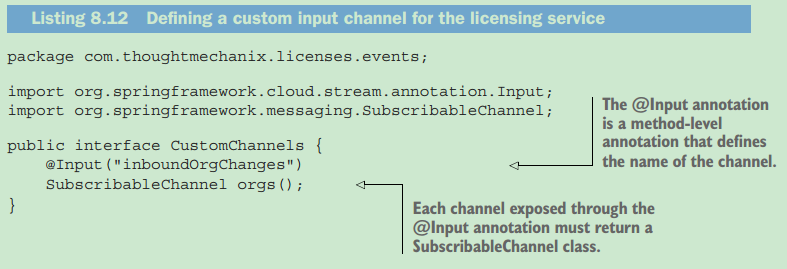 Listing 8.12 Defining a custom input channel for the licensing service
package com.thoughtmechanix.licenses.events;
import org.springframework.cloud.stream.annotation.Input;
import org.springframework.messaging.SubscribableChannel;
public interface CustomChannels {
@Input("inboundOrgChanges")
SubscribableChannel orgs();
}
The @Input annotation
is a method-level
annotation that defines
the name of the channel.
Each channel exposed through the
@Input annotation must return a
SubscribableChannel class.